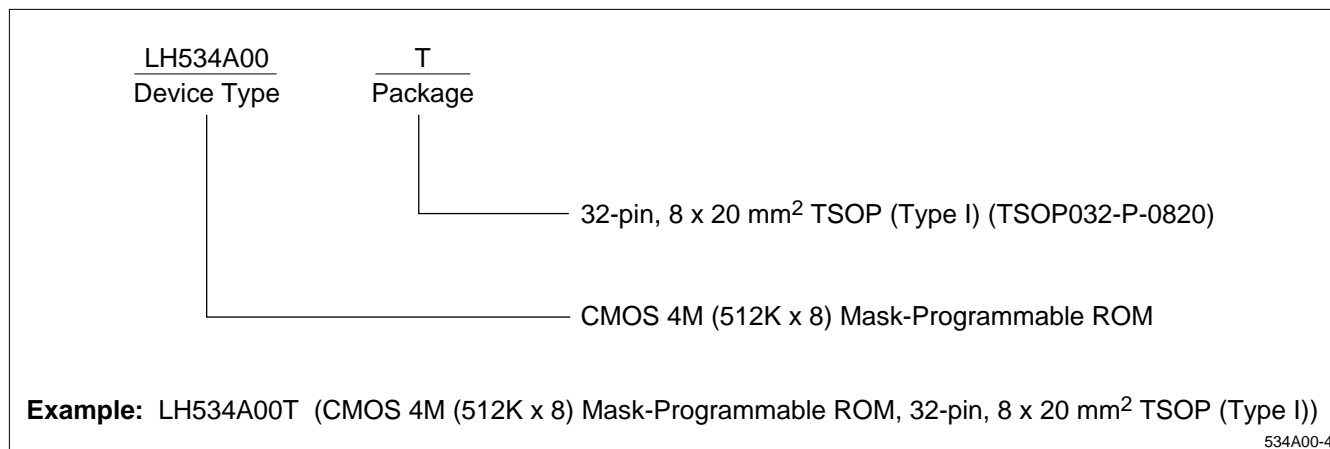 LH534A00 T
Device Type Package
32-pin, 8 x 20 mm² TSOP (Type I) (TSOP032-P-0820)
CMOS 4M (512K x 8) Mask-Programmable ROM
Example: LH534A00T (CMOS 4M (512K x 8) Mask-Programmable ROM, 32-pin, 8 x 20 mm² TSOP (Type I))
534A00-4